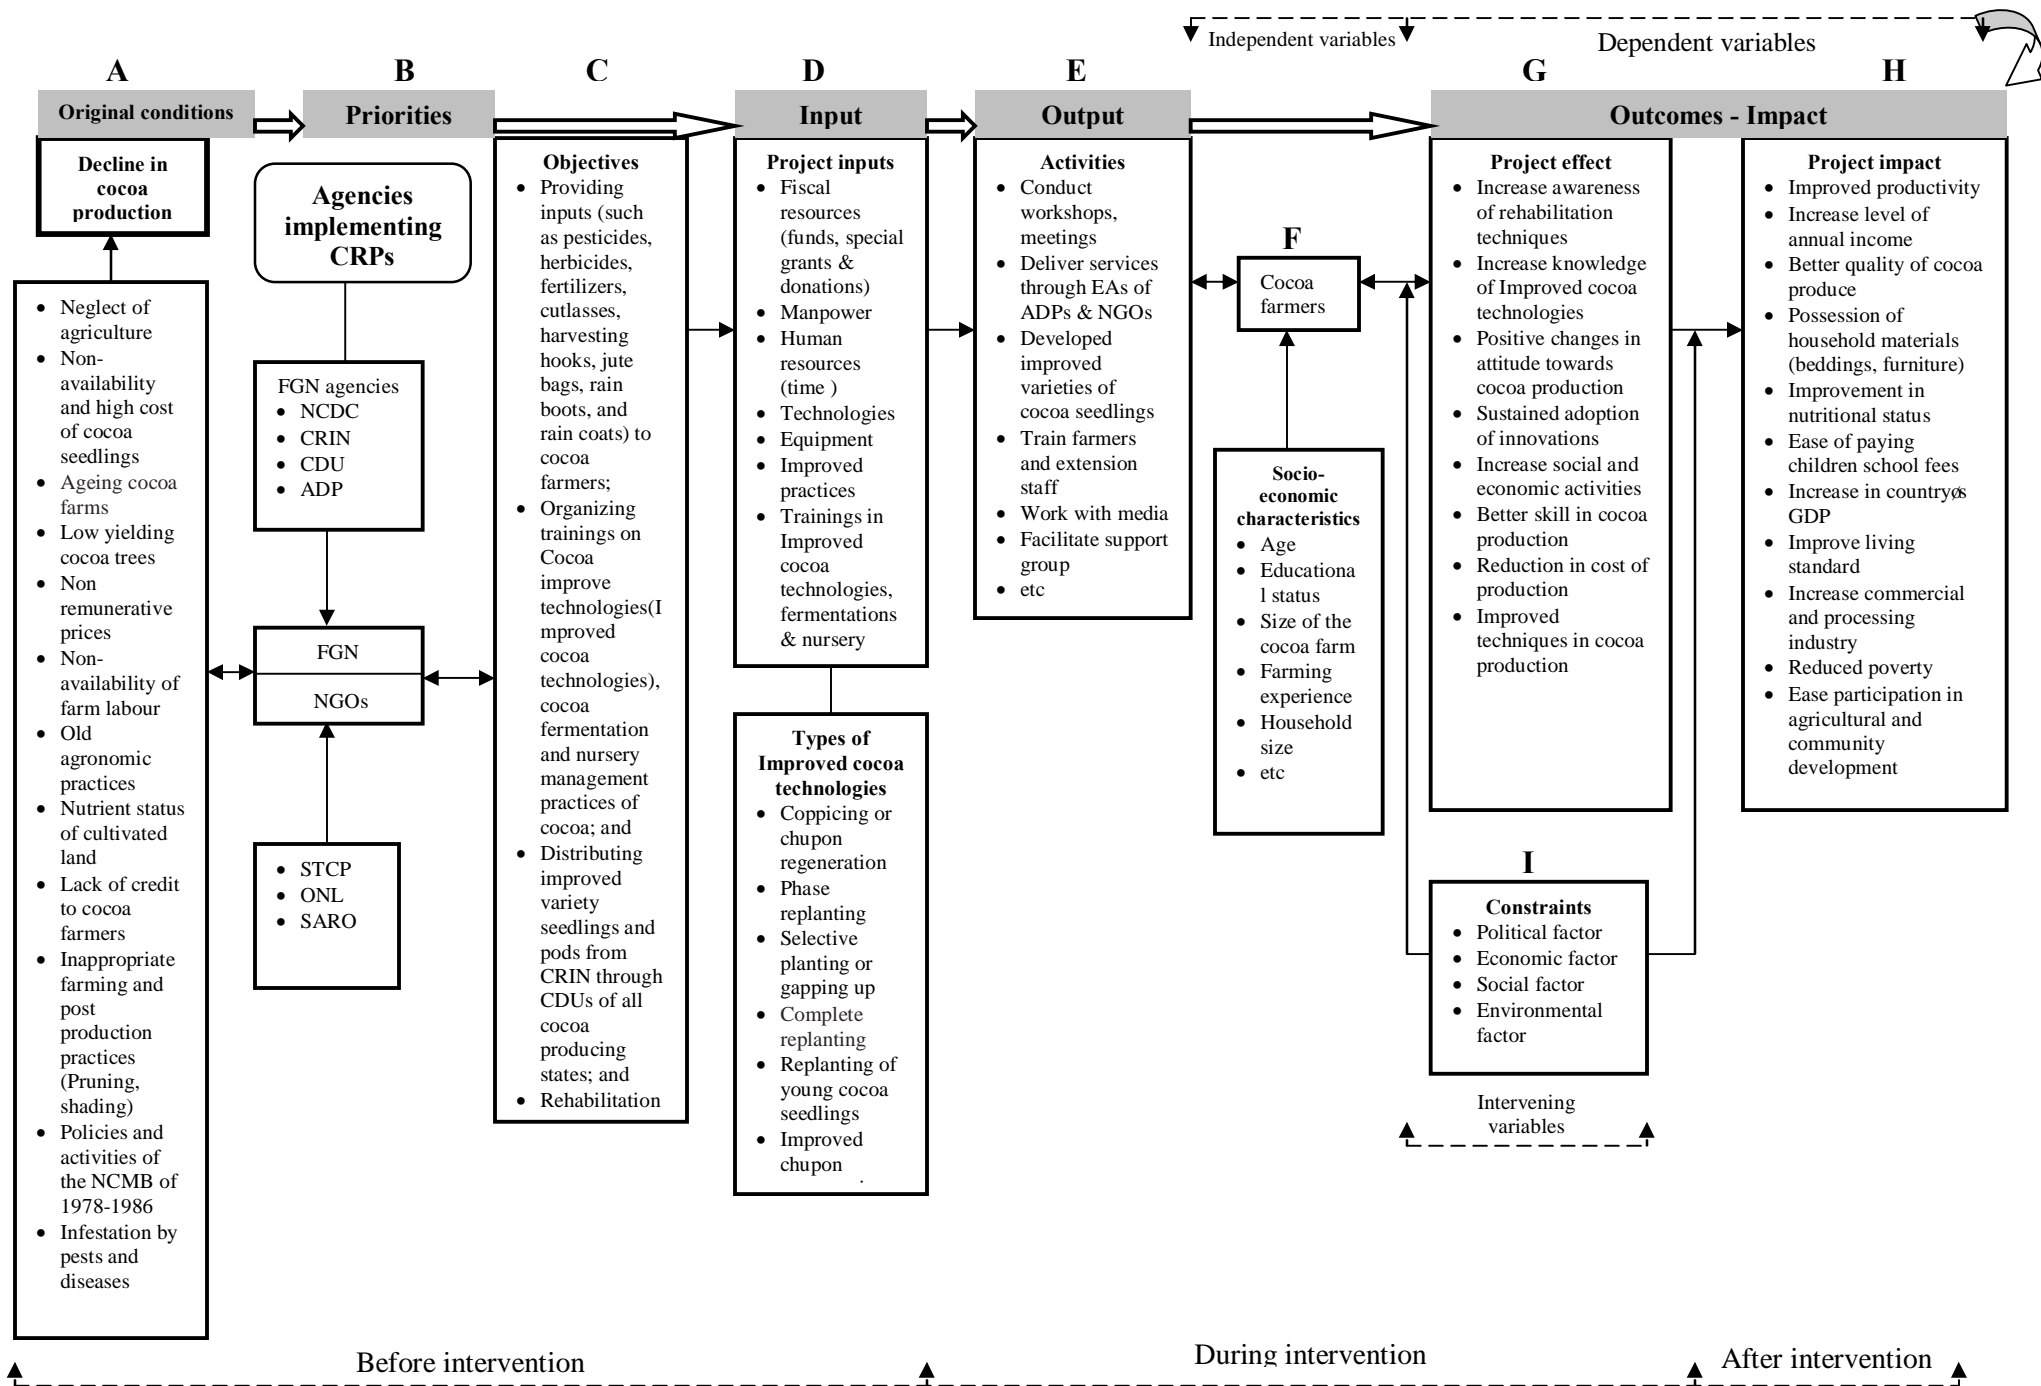 Independent variables
Dependent variables
A
B
C
D
E
G
H
Original conditions
Priorities
Input
Output
Outcomes - Impact
Decline in
cocoa
production
Neglect of
agriculture
Non-
availability
and high cost
of cocoa
seedlings
Ageing cocoa
farms
Low yielding
cocoa trees
Non
remunerative
prices
Non-
availability of
farm labour
Old
agronomic
practices
Nutrient status
of cultivated
land
Lack of credit
to cocoa
farmers
Inappropriate
farming and
post
production
practices
(Pruning,
shading)
Policies and
activities of
the NCMB of
1978-1986
Infestation by
pests and
diseases
Agencies
implementing
CRPs
FGN agencies
NCDC
CRIN
CDU
ADP
FGN
NGOs
STCP
ONL
SARO
Objectives
Providing
inputs (such
as pesticides,
herbicides,
fertilizers,
cutlasses,
harvesting
hooks, jute
bags, rain
boots, and
rain coats) to
cocoa
farmers;
Organizing
trainings on
Cocoa
improve
technologies(I
mproved
cocoa
technologies),
cocoa
fermentation
and nursery
management
practices of
cocoa; and
Distributing
improved
variety
seedlings and
pods from
CRIN through
CDUs of all
cocoa
producing
states; and
Rehabilitation
Project inputs
Fiscal
resources
(funds, special
grants &
donations)
Manpower
Human
resources
(time )
Technologies
Equipment
Improved
practices
Trainings in
Improved
cocoa
technologies,
fermentations
& nursery
Types of
Improved cocoa
technologies
Coppicing or
chupon
regeneration
Phase
replanting
Selective
planting or
gapping up
Complete
replanting
Replanting of
young cocoa
seedlings
Improved
chupon
.
Activities
Conduct
workshops,
meetings
Deliver services
through EAs of
ADPs & NGOs
Developed
improved
varieties of
cocoa seedlings
Train farmers
and extension
staff
Work with media
Facilitate support
group
etc
F
Cocoa
farmers
Socio-
economic
characteristics
Age
Educationa
l status
Size of the
cocoa farm
Farming
experience
Household
size
etc
Project effect
Increase awareness
of rehabilitation
techniques
Increase knowledge
of Improved cocoa
technologies
Positive changes in
attitude towards
cocoa production
Sustained adoption
of innovations
Increase social and
economic activities
Better skill in cocoa
production
Reduction in cost of
production
Improved
techniques in cocoa
production
Project impact
Improved productivity
Increase level of
annual income
Better quality of cocoa
produce
Possession of
household materials
(beddings, furniture)
Improvement in
nutritional status
Ease of paying
children school fees
Increase in countryøs
GDP
Improve living
standard
Increase commercial
and processing
industry
Reduced poverty
Ease participation in
agricultural and
community
development
I
Constraints
Political factor
Economic factor
Social factor
Environmental
factor
Intervening
variables
Before intervention
During intervention
After intervention